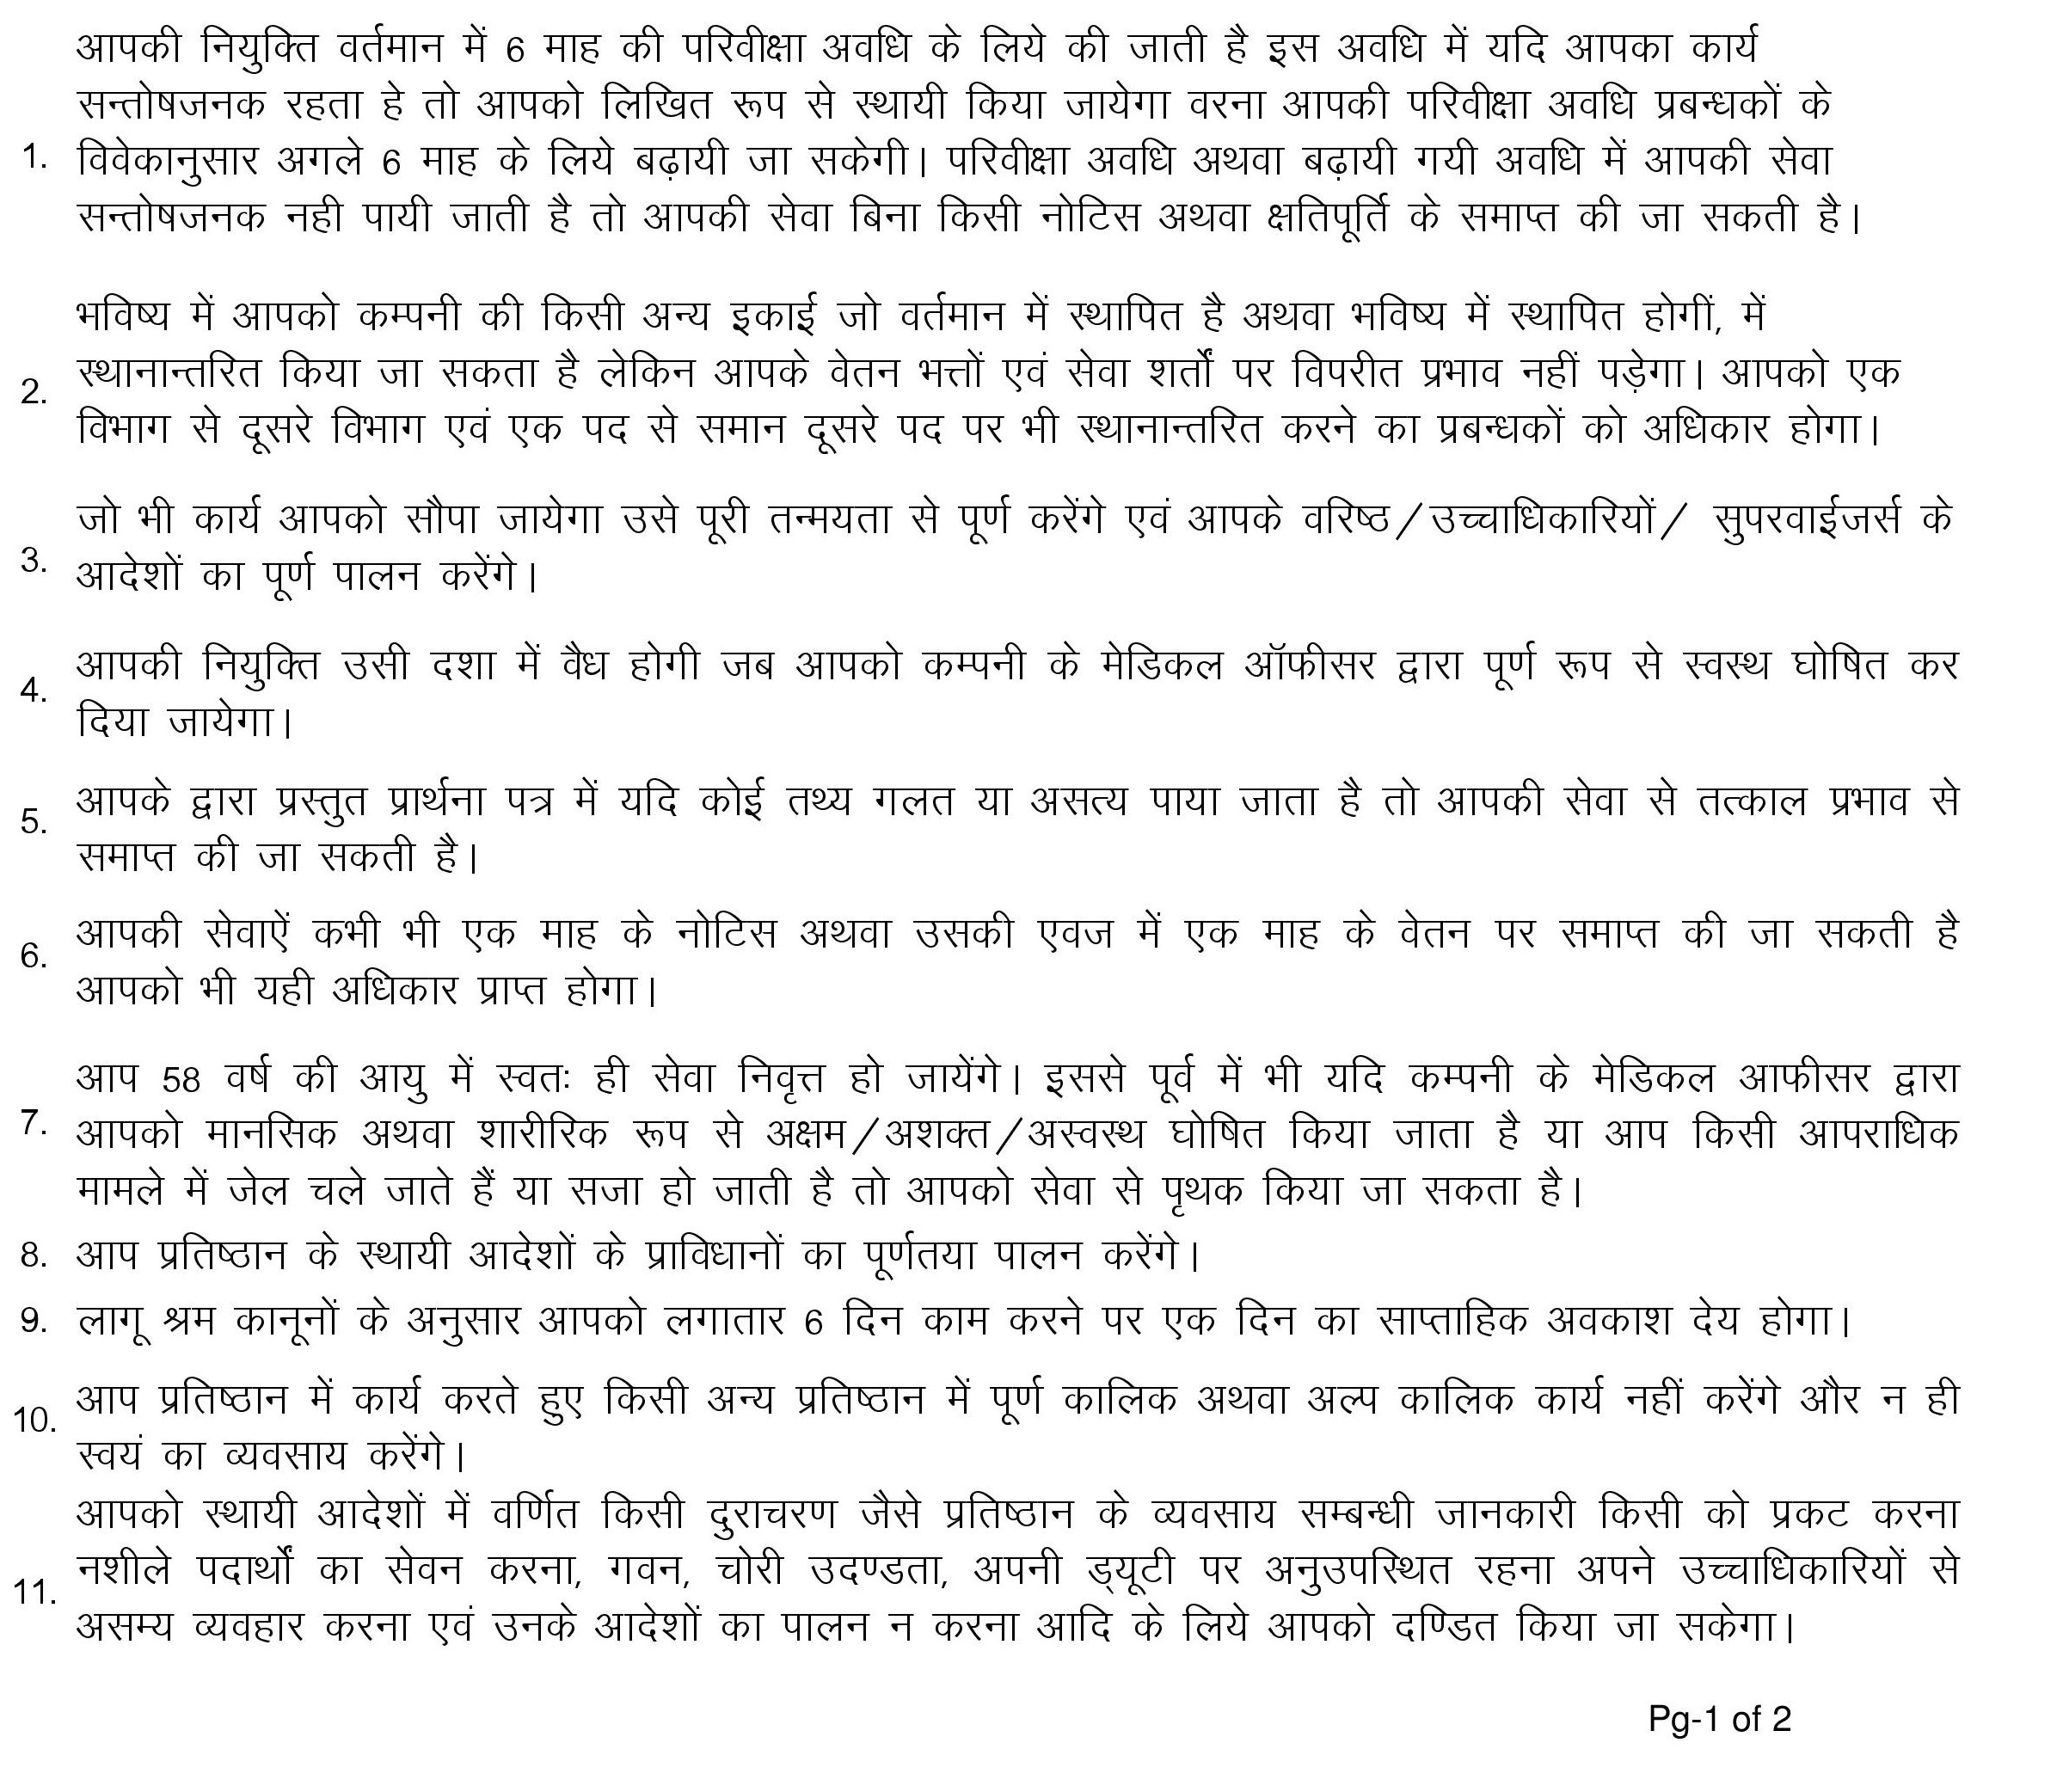 आपकी नियुक्ति वर्तमान में 6 माह की परिवीक्षा अवधि के लिये की जाती है इस अवधि में यदि आपका कार्य
सन्तोषजनक रहता हे तो आपको लिखित रूप से स्थायी किया जायेगा वरना आपकी परिवीक्षा अवधि प्रबन्धकों के
1. विवेकानुसार अगले 6 माह के लिये बढ़ायी जा सकेगी। परिवीक्षा अवधि अथवा बढ़ायी गयी अवधि में आपकी सेवा
सन्तोषजनक नही पायी जाती है तो आपकी सेवा बिना किसी नोटिस अथवा क्षतिपूर्ति के समाप्त की जा सकती है।
भविष्य में आपको कम्पनी की किसी अन्य इकाई जो वर्तमान में स्थापित है अथवा भविष्य में स्थापित होगीं, में
2. स्थानान्तरित किया जा सकता है लेकिन आपके वेतन भत्तों एवं सेवा शर्तों पर विपरीत प्रभाव नहीं पड़ेगा। आपको एक
विभाग से दूसरे विभाग एवं एक पद से समान दूसरे पद पर भी स्थानान्तरित करने का प्रबन्धकों को अधिकार होगा।
जो भी कार्य आपको सौपा जायेगा उसे पूरी तन्मयता से पूर्ण करेंगे एवं आपके वरिष्ठ/उच्चाधिकारियों/ सुपरवाईजर्स के
3. आदेशों का पूर्ण पालन करेंगे।
4. आपकी नियुक्ति उसी दशा में वैध होगी जब आपको कम्पनी के मेडिकल ऑफीसर द्वारा पूर्ण रूप से स्वस्थ घोषित कर
दिया जायेगा।
5. आपके द्वारा प्रस्तुत प्रार्थना पत्र में यदि कोई तथ्य गलत या असत्य पाया जाता है तो आपकी सेवा से तत्काल प्रभाव से
समाप्त की जा सकती है।
6. आपकी सेवाऐं कभी भी एक माह के नोटिस अथवा उसकी एवज में एक माह के वेतन पर समाप्त की जा सकती है
आपको भी यही अधिकार प्राप्त होगा।
आप 58 वर्ष की आयु में स्वतः ही सेवा निवृत्त हो जायेंगे। इससे पूर्व में भी यदि कम्पनी के मेडिकल आफीसर द्वारा
7. आपको मानसिक अथवा शारीरिक रूप से अक्षम/अशक्त/अस्वस्थ घोषित किया जाता है या आप किसी आपराधिक
मामले में जेल चले जाते हैं या सजा हो जाती है तो आपको सेवा से पृथक किया जा सकता है।
8. आप प्रतिष्ठान के स्थायी आदेशों के प्राविधानों का पूर्णतया पालन करेंगे।
9. लागू श्रम कानूनों के अनुसार आपको लगातार 6 दिन काम करने पर एक दिन का साप्ताहिक अवकाश देय होगा।
10. आप प्रतिष्ठान में कार्य करते हुए किसी अन्य प्रतिष्ठान में पूर्ण कालिक अथवा अल्प कालिक कार्य नहीं करेंगे और न ही
स्वयं का व्यवसाय करेंगे।
आपको स्थायी आदेशों में वर्णित किसी दुराचरण जैसे प्रतिष्ठान के व्यवसाय सम्बन्धी जानकारी किसी को प्रकट करना
11. नशीले पदार्थों का सेवन करना, गवन, चोरी उदण्डता, अपनी ड्यूटी पर अनुउपस्थित रहना अपने उच्चाधिकारियों से
असम्य व्यवहार करना एवं उनके आदेशों का पालन न करना आदि के लिये आपको दण्डित किया जा सकेगा।
Pg-1 of 2